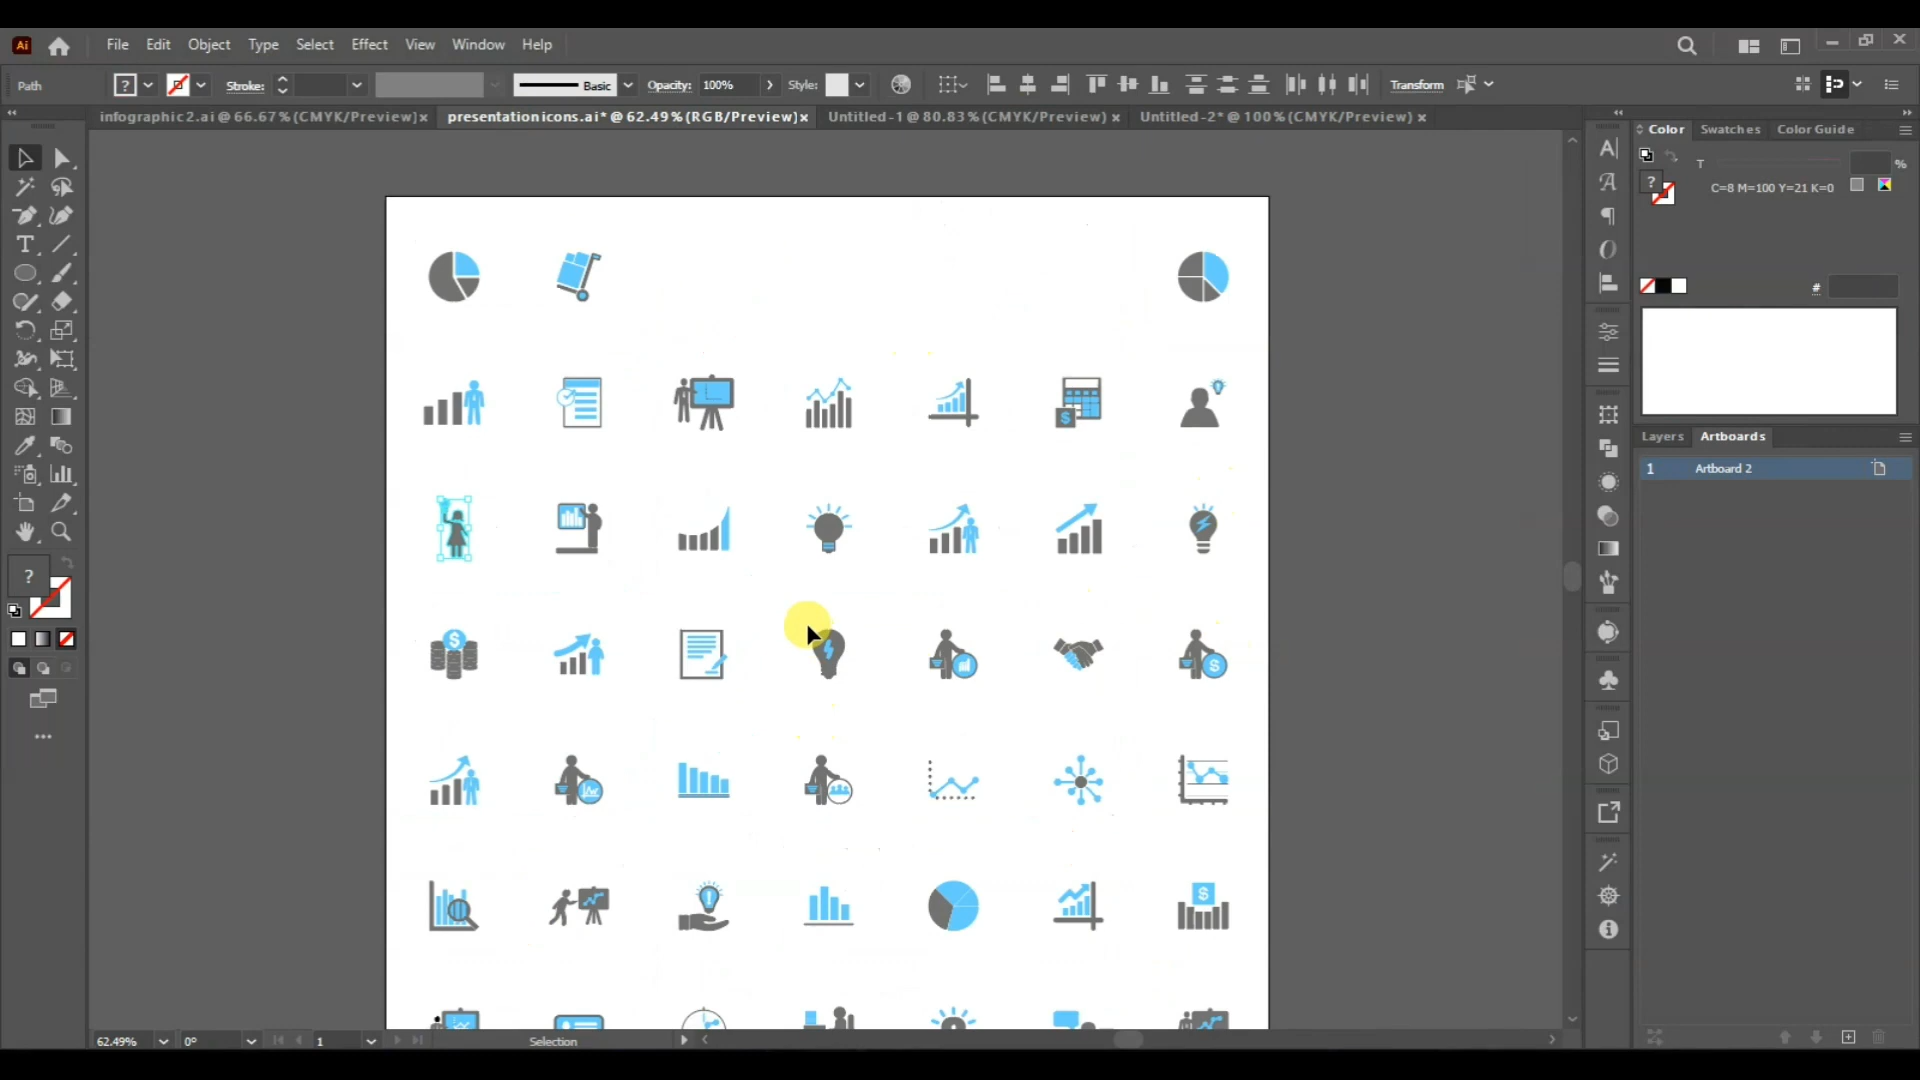 Ai File Edit Object Type Select Effect View Window Help
Path ? Stroke: Basic Opacity: 100% Style: Transform
infographic2.ai @ 66.67% (CMYK/Preview) × presentationicons.ai* @ 62.49% (RGB/Preview) × Untitled-1 @ 80.83% (CMYK/Preview) × Untitled-2* @ 100% (CMYK/Preview) ×
Color Swatches Color Guide
T %
? C=8 M=100 Y=21 K=0
#
Layers Artboards
1 Artboard 2
?
$
$
$
$
62.49% 0° 1 Selection